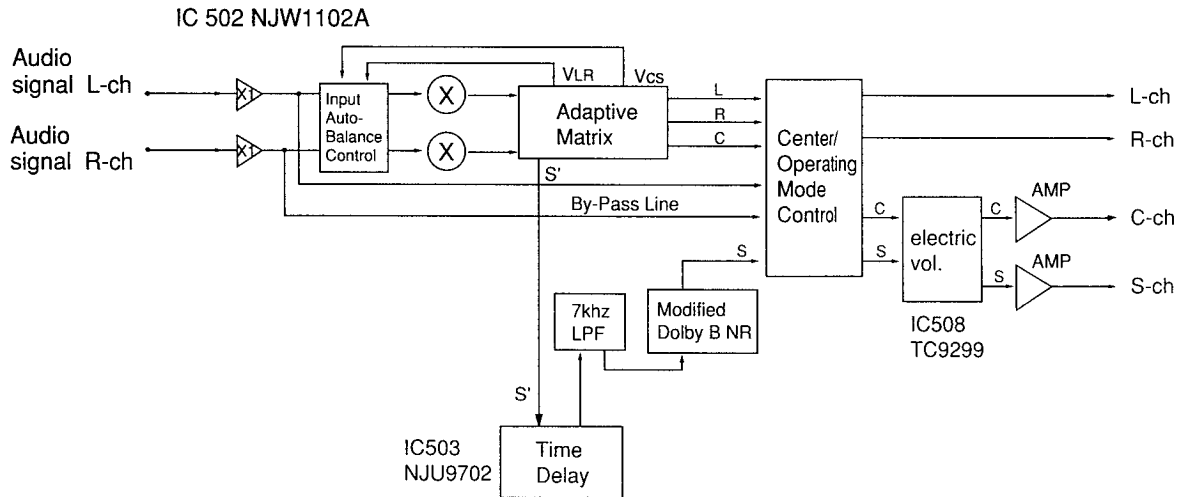 IC 502 NJW1102A
Audio
signal L-ch
Audio
signal R-ch
X1
X1
Input
Auto-
Balance
Control
X
X
VLR
Vcs
Adaptive
Matrix
L
R
C
S'
By-Pass Line
Center/
Operating
Mode
Control
L-ch
R-ch
C
S
electric
vol.
C
S
AMP
AMP
C-ch
S-ch
IC508
TC9299
S
7khz
LPF
Modified
Dolby B NR
S'
IC503
NJU9702
Time
Delay